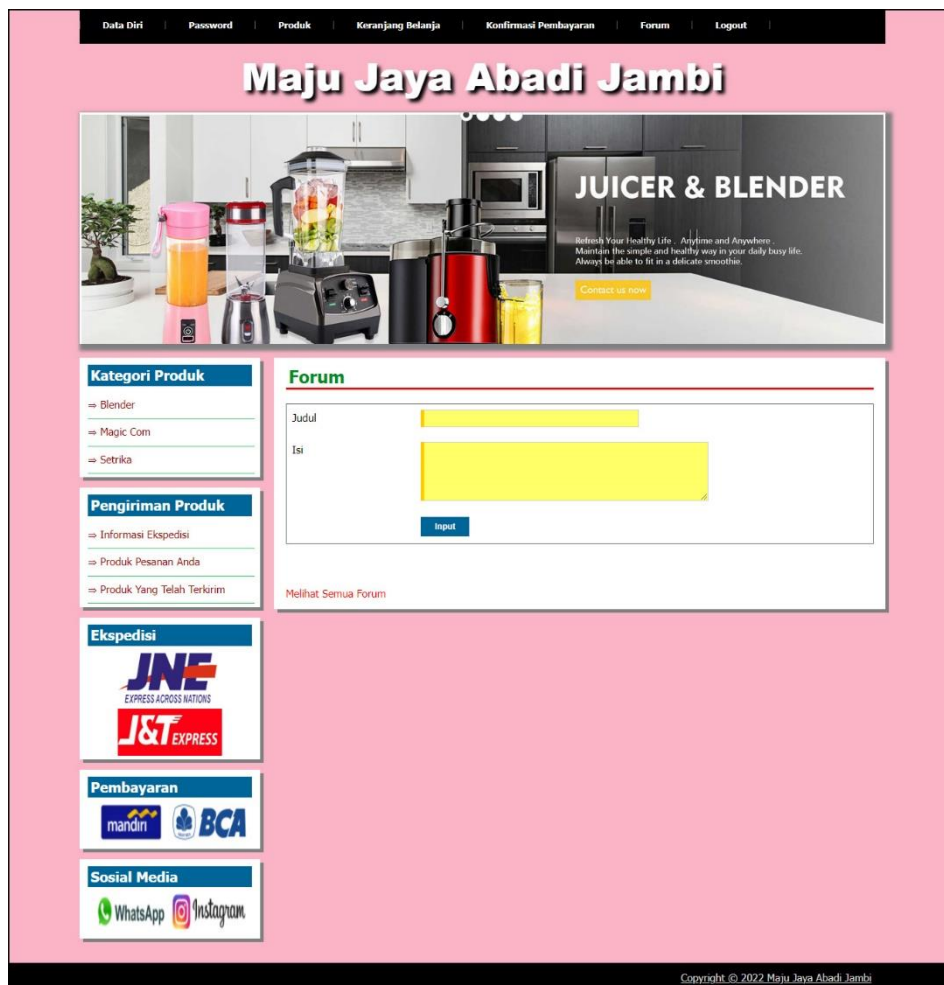 Data Diri Password Produk Keranjang Belanja Konfirmasi Pembayaran Forum Logout
Maju Jaya Abadi Jambi
JUICER & BLENDER
Refresh Your Healthy Life . Anytime and Anywhere .
Maintain the simple and healthy way in your daily busy life.
Always be able to fit in a delicate smoothie.
Contact us now
Kategori Produk
⇒ Blender
⇒ Magic Com
⇒ Setrika
Pengiriman Produk
⇒ Informasi Ekspedisi
⇒ Produk Pesanan Anda
⇒ Produk Yang Telah Terkirim
Ekspedisi
JNE
EXPRESS ACROSS NATIONS
J&T EXPRESS
Pembayaran
mandiri BCA
Sosial Media
WhatsApp Instagram
Forum
Judul
Isi
Input
Melihat Semua Forum
Copyright © 2022 Maju Jaya Abadi Jambi